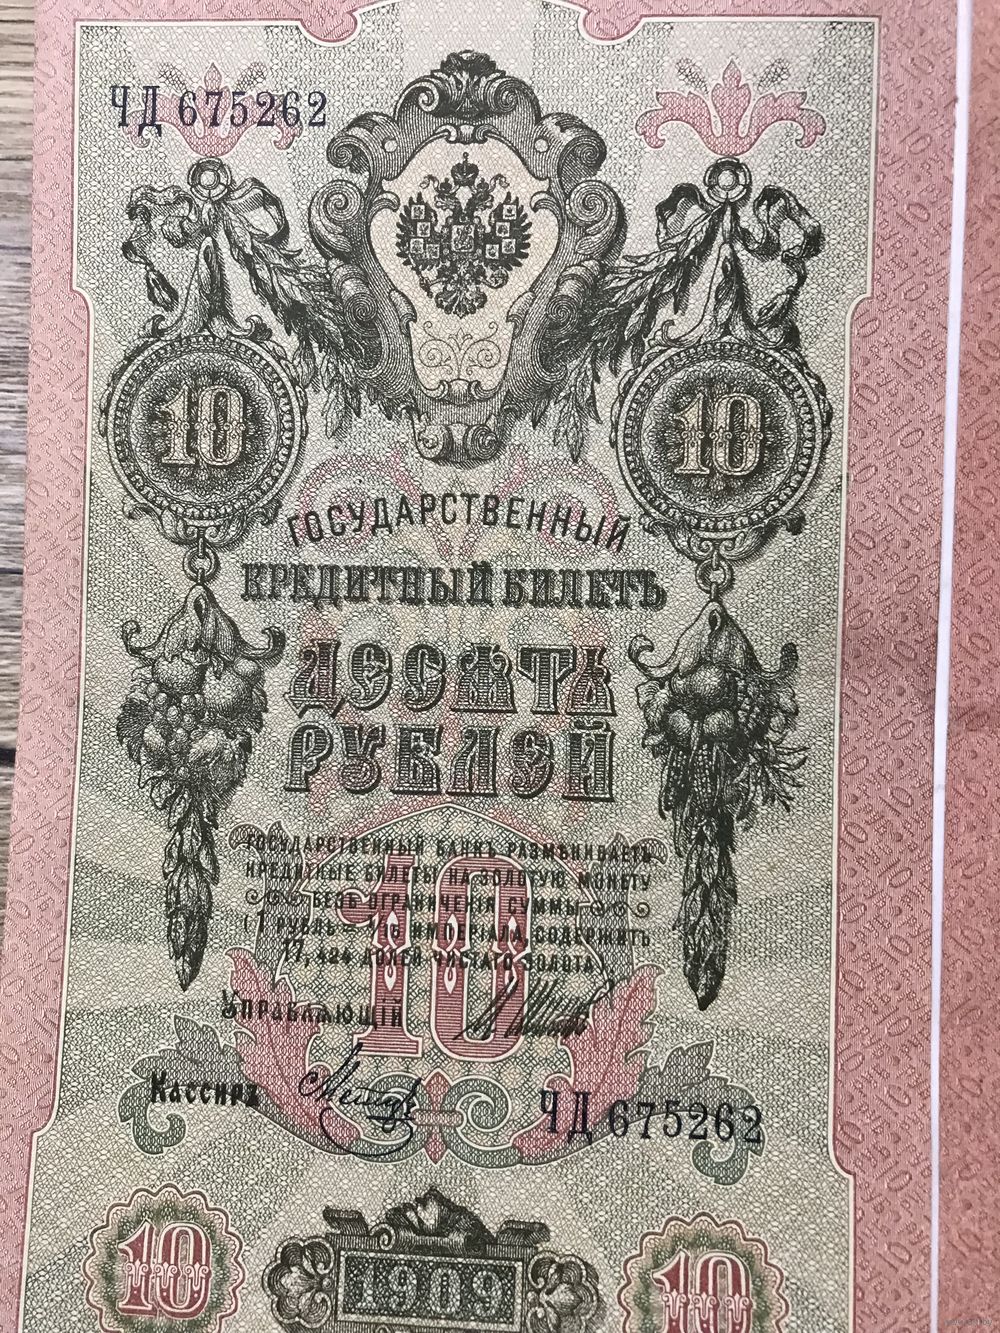 ЧД 675262
10 10
ГОСУДАРСТВЕННЫЙ
КРЕДИТНЫЙ БИЛЕТЪ
ДЕСЯТЬ
РУБЛЕЙ
ГОСУДАРСТВЕННЫЙ БАНКЪ РАЗМѢНИВАЕТЪ
КРЕДИТНЫЕ БИЛЕТЫ НА ЗОЛОТУЮ МОНЕТУ
БЕЗЪ ОГРАНИЧЕНІЯ СУММЫ
(1 РУБЛЬ = 1/15 ИМПЕРІАЛА, СОДЕРЖИТЪ
17,424 ДОЛЕЙ ЧИСТАГО ЗОЛОТА)
10
УПРАВЛЯЮЩІЙ
КАССИРЪ
ЧД 675262
10 1909 10